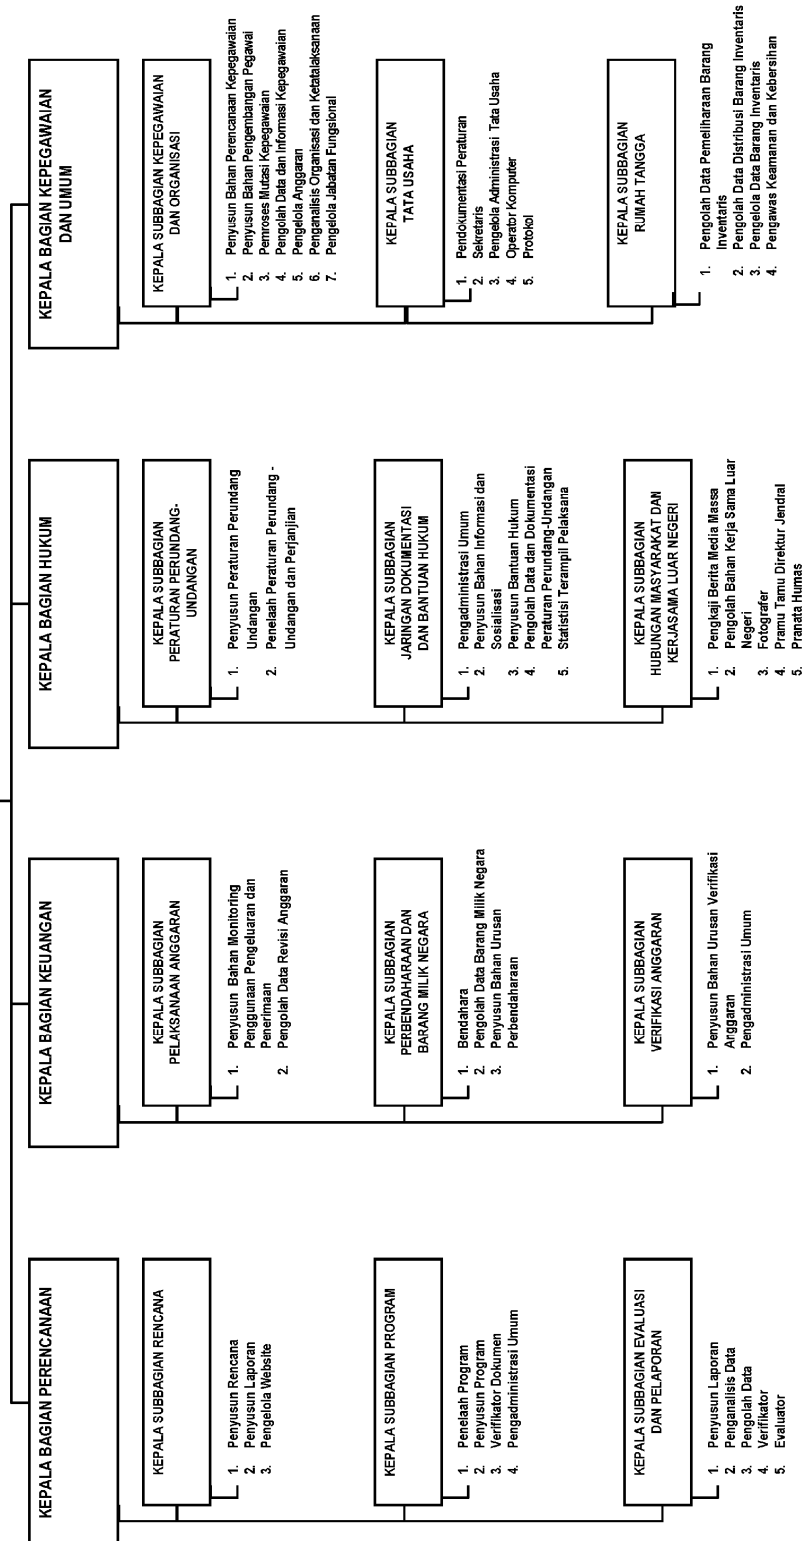 KEPALA BAGIAN PERENCANAAN
KEPALA SUBBAGIAN RENCANA
1. Penyusun Rencana
2. Penyusun Laporan
3. Pengelola Website
KEPALA SUBBAGIAN PROGRAM
1. Penelaah Program
2. Penyusun Program
3. Verifikator Dokumen
4. Pengadministrasi Umum
KEPALA SUBBAGIAN EVALUASI
DAN PELAPORAN
1. Penyusun Laporan
2. Penganalisis Data
3. Pengolah Data
4. Verifikator
5. Evaluator
KEPALA BAGIAN KEUANGAN
KEPALA SUBBAGIAN
PELAKSANAAN ANGGARAN
1. Penyusun Bahan Monitoring
Penggunaan Pengeluaran dan
Penerimaan
2. Pengolah Data Revisi Anggaran
KEPALA SUBBAGIAN
PERBENDAHARAAN DAN
BARANG MILIK NEGARA
1. Bendahara
2. Pengolah Data Barang Milik Negara
3. Penyusun Bahan Urusan
Perbendaharaan
KEPALA SUBBAGIAN
VERIFIKASI ANGGARAN
1. Penyusun Bahan Urusan Verifikasi
Anggaran
2. Pengadministrasi Umum
KEPALA BAGIAN HUKUM
KEPALA SUBBAGIAN
PERATURAN PERUNDANG-
UNDANGAN
1. Penyusun Peraturan Perundang
Undangan
2. Penelaah Peraturan Perundang -
Undangan dan Perjanjian
KEPALA SUBBAGIAN
JARINGAN DOKUMENTASI
DAN BANTUAN HUKUM
1. Pengadministrasi Umum
2. Penyusun Bahan Informasi dan
Sosialisasi
3. Penyusun Bantuan Hukum
4. Pengolah Data dan Dokumentasi
Peraturan Perundang-Undangan
5. Statistisi Terampil Pelaksana
KEPALA SUBBAGIAN
HUBUNGAN MASYARAKAT DAN
KERJASAMA LUAR NEGERI
1. Pengkaji Berita Media Massa
2. Pengolah Bahan Kerja Sama Luar
Negeri
3. Fotografer
4. Pramu Tamu Direktur Jendral
5. Pranata Humas
KEPALA BAGIAN KEPEGAWAIAN
DAN UMUM
KEPALA SUBBAGIAN KEPEGAWAIAN
DAN ORGANISASI
1. Penyusun Bahan Perencanaan Kepegawaian
2. Penyusun Bahan Pengembangan Pegawai
3. Pemroses Mutasi Kepegawaian
4. Pengolah Data dan Informasi Kepegawaian
5. Pengelola Anggaran
6. Penganalisis Organisasi dan Ketatalaksanaan
7. Pengelola Jabatan Fungsional
KEPALA SUBBAGIAN
TATA USAHA
1. Pendokumentasi Peraturan
2. Sekretaris
3. Pengelola Administrasi Tata Usaha
4. Operator Komputer
5. Protokol
KEPALA SUBBAGIAN
RUMAH TANGGA
1. Pengolah Data Pemeliharaan Barang
Inventaris
2. Pengolah Data Distribusi Barang Inventaris
3. Pengelola Data Barang Inventaris
4. Pengawas Keamanan dan Kebersihan